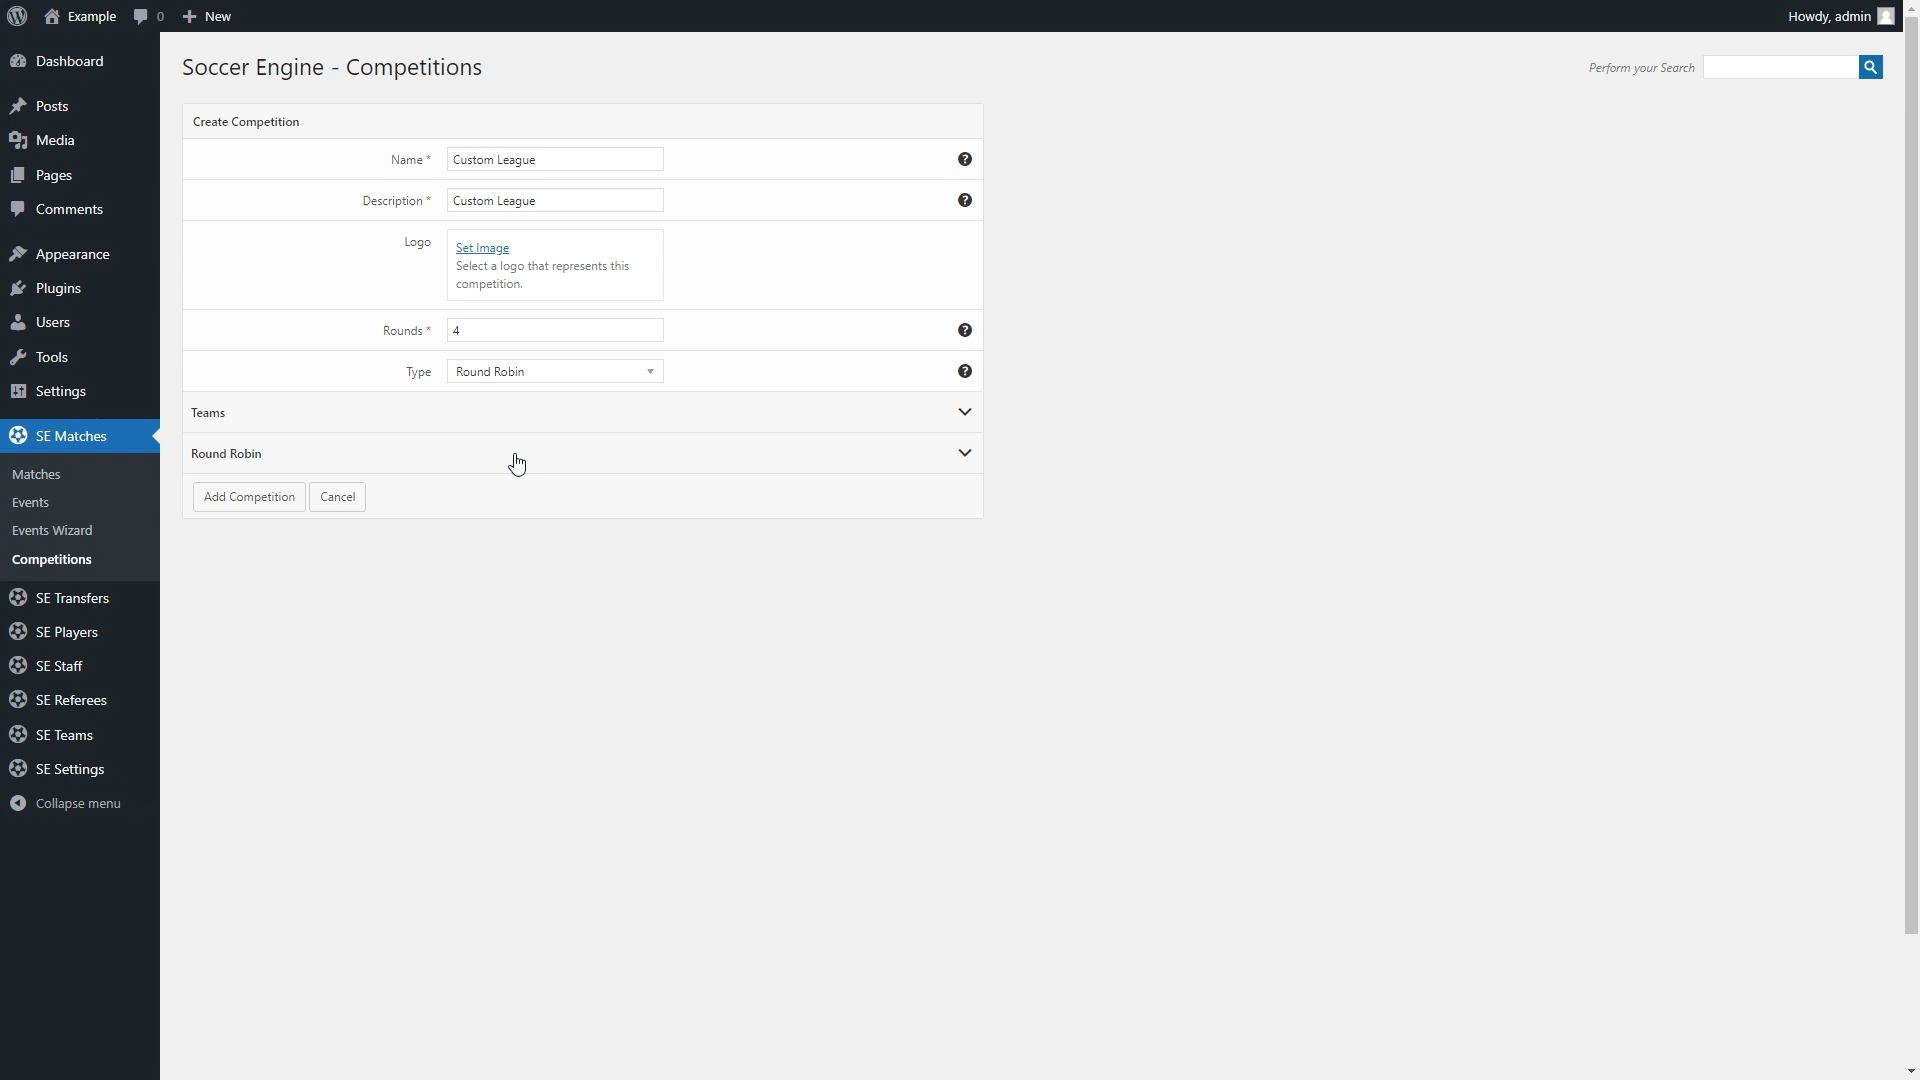 Example 0 New Howdy, admin
Dashboard
Posts
Media
Pages
Comments
Appearance
Plugins
Users
Tools
Settings
SE Matches
Matches
Events
Events Wizard
Competitions
SE Transfers
SE Players
SE Staff
SE Referees
SE Teams
SE Settings
Collapse menu
Soccer Engine - Competitions
Perform your Search
Create Competition
Name * Custom League
Description * Custom League
Logo Set Image
Select a logo that represents this
competition.
Rounds * 4
Type Round Robin
Teams
Round Robin
Add Competition Cancel